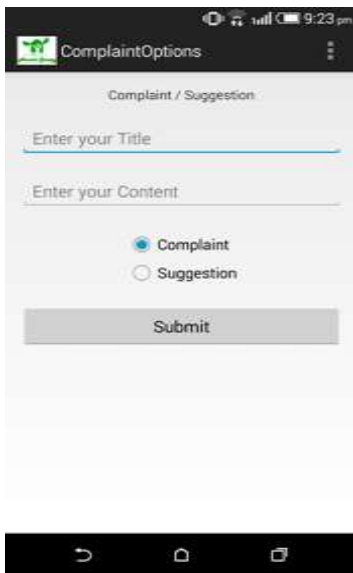 9:23 pm
ComplaintOptions
Complaint / Suggestion
Enter your Title
Enter your Content
Complaint
Suggestion
Submit